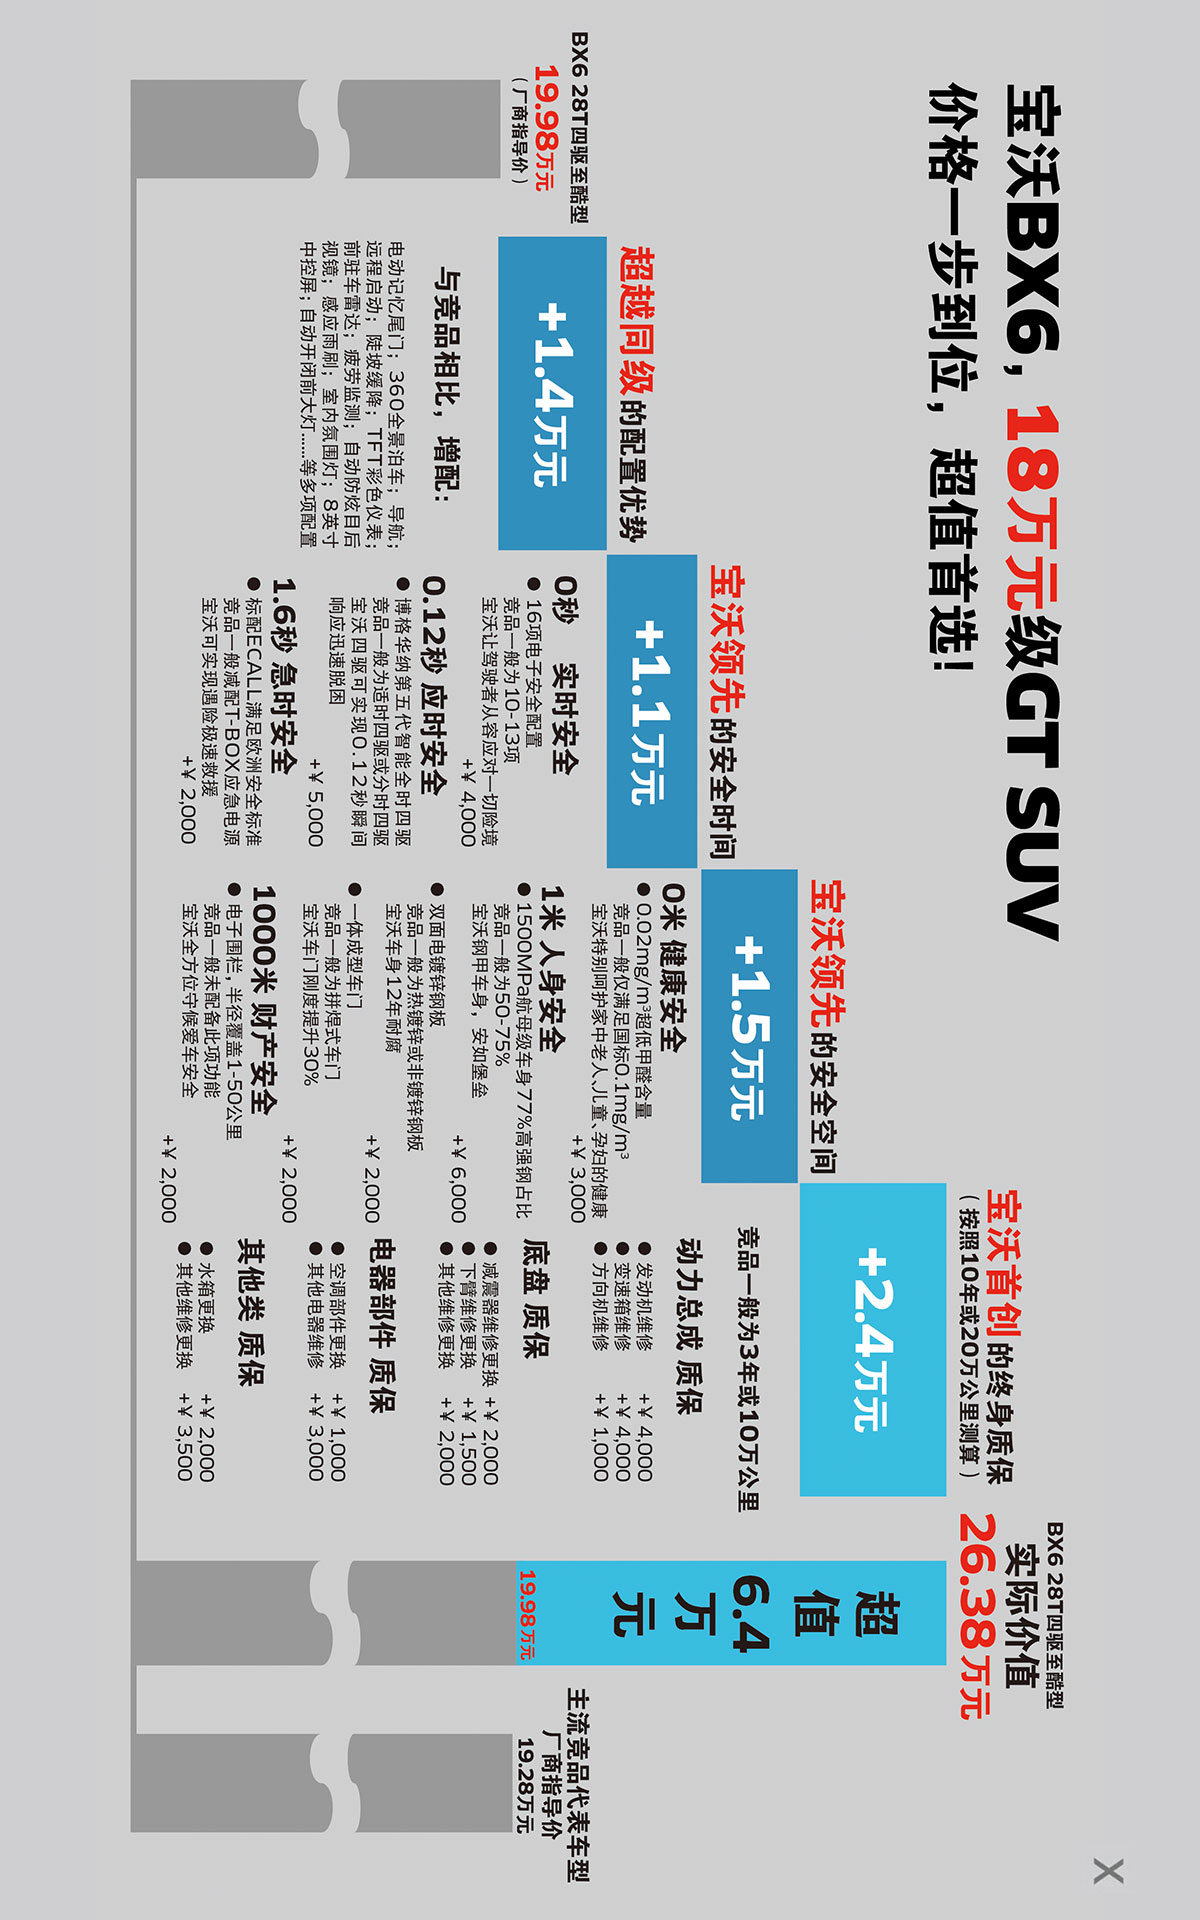 宝沃BX6，18万元级GT SUV
价格一步到位，超值首选！
BX6 28T四驱至酷型
19.98万元
（厂商指导价）
超越同级的配置优势
+1.4万元
与竞品相比，增配：
电动记忆尾门；360全景泊车；导航；
远程启动；陡坡缓降；TFT彩色仪表；
前驻车雷达；疲劳监测；自动防炫目后
视镜；感应雨刷；室内氛围灯；8英寸
中控屏；自动开闭前大灯……等多项配置
宝沃领先的安全时间
+1.1万元
0秒 实时安全
● 16项电子安全配置
竞品一般为10-13项
宝沃让驾驶者从容应对一切险境
+¥ 4,000
0.12秒 应时安全
● 博格华纳第五代智能全时四驱
竞品一般为适时四驱或分时四驱
宝沃四驱可实现0.12秒瞬间
响应迅速脱困
+¥ 5,000
1.6秒 急时安全
● 标配ECALL满足欧洲安全标准
竞品一般减配T-BOX应急电源
宝沃可实现遇险极速救援
+¥ 2,000
宝沃领先的安全空间
+1.5万元
0米 健康安全
● 0.02mg/m³超低甲醛含量
竞品一般仅满足国标0.1mg/m³
宝沃特别呵护家中老人、儿童、孕妇的健康
+¥ 3,000
1米 人身安全
● 1500MPa航母级车身77%高强钢占比
竞品一般为50-75%
宝沃钢甲车身，安如堡垒
+¥ 6,000
● 双面电镀锌钢板
竞品一般为热镀锌或非镀锌钢板
宝沃车身12年耐腐
+¥ 2,000
● 一体成型车门
竞品一般为拼焊式车门
宝沃车门刚度提升30%
+¥ 2,000
1000米 财产安全
● 电子围栏，半径覆盖1-50公里
竞品一般未配备此项功能
宝沃全方位守候爱车安全
+¥ 2,000
宝沃首创的终身质保
（按照10年或20万公里测算）
+2.4万元
竞品一般为3年或10万公里
动力总成 质保
● 发动机维修 +¥ 4,000
● 变速箱维修 +¥ 4,000
● 方向机维修 +¥ 1,000
底盘 质保
● 减震器维修更换 +¥ 2,000
● 下臂维修更换 +¥ 1,500
● 其他维修更换 +¥ 2,000
电器部件 质保
● 空调部件更换 +¥ 1,000
● 其他电器维修 +¥ 3,000
其他类 质保
● 水箱更换 +¥ 2,000
● 其他维修更换 +¥ 3,500
BX6 28T四驱至酷型
实际价值
26.38万元
超
值
6.4
万
元
19.98万元
主流竞品代表车型
厂商指导价
19.28万元
X